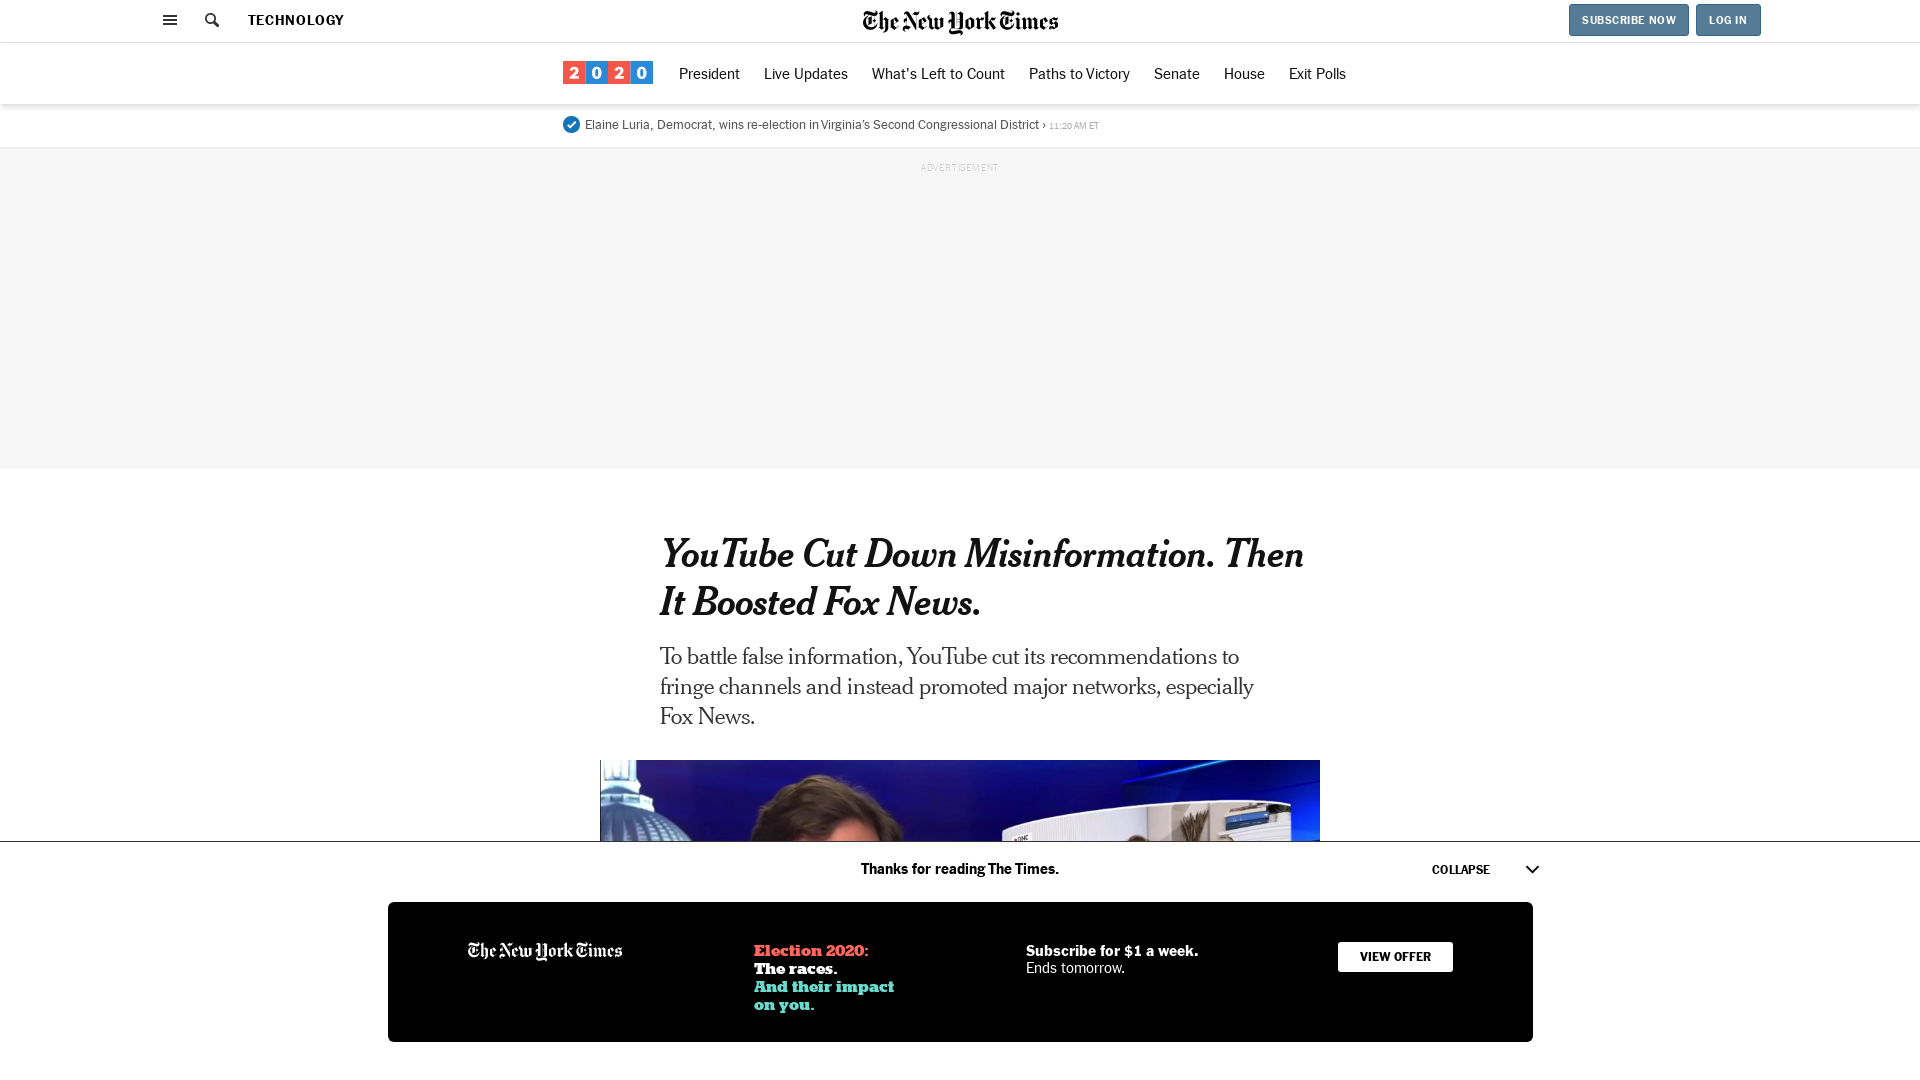 TECHNOLOGY
The New York Times
SUBSCRIBE NOW
LOG IN
2020
President
Live Updates
What's Left to Count
Paths to Victory
Senate
House
Exit Polls
Elaine Luria, Democrat, wins re-election in Virginia's Second Congressional District › 11:20 AM ET
ADVERTISEMENT
YouTube Cut Down Misinformation. Then
It Boosted Fox News.
To battle false information, YouTube cut its recommendations to
fringe channels and instead promoted major networks, especially
Fox News.
DNC
Thanks for reading The Times.
COLLAPSE
The New York Times
Election 2020:
The races.
And their impact
on you.
Subscribe for $1 a week.
Ends tomorrow.
VIEW OFFER